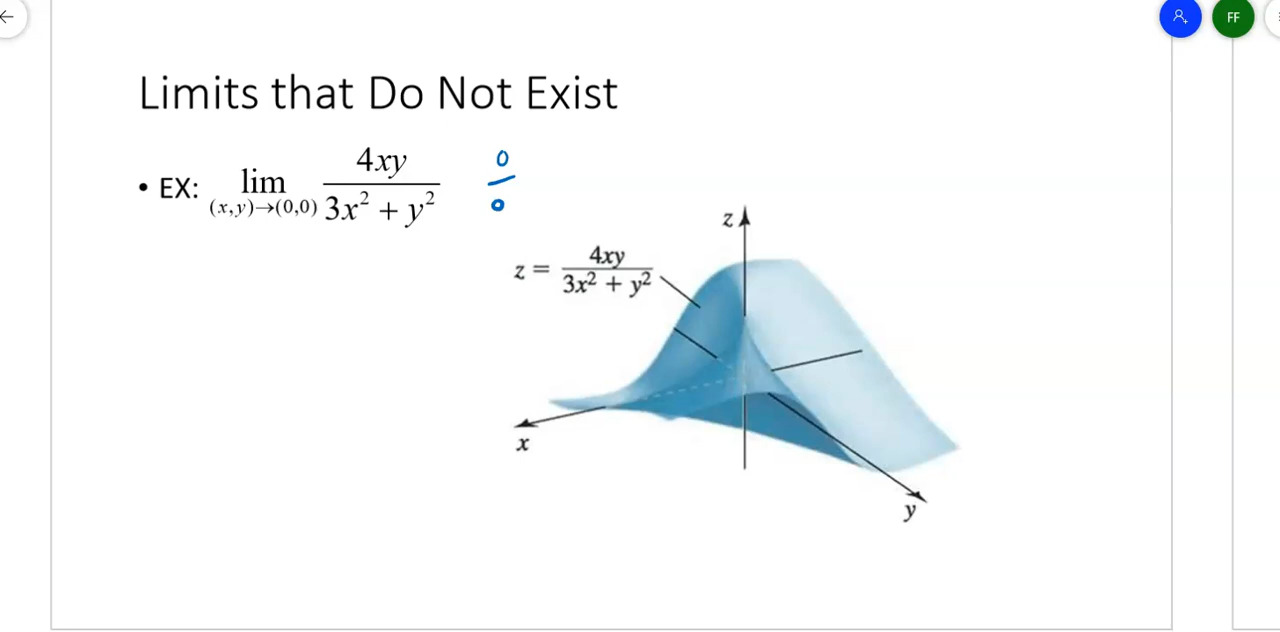 FF
Limits that Do Not Exist
• EX: lim (x,y)→(0,0) 4xy / 3x² + y²
0 / 0
z = 4xy / 3x² + y²
z
x
y